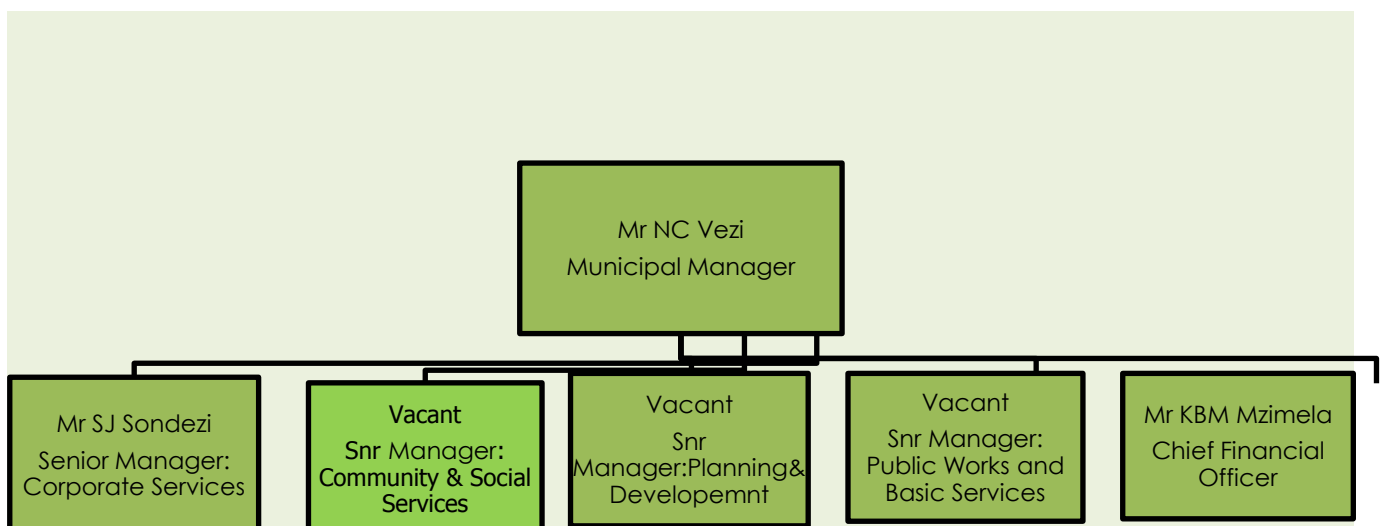 Mr NC Vezi
Municipal Manager
Mr SJ Sondezi
Senior Manager:
Corporate Services
Vacant
Snr Manager:
Community & Social
Services
Vacant
Snr
Manager:Planning&
Developemnt
Vacant
Snr Manager:
Public Works and
Basic Services
Mr KBM Mzimela
Chief Financial
Officer